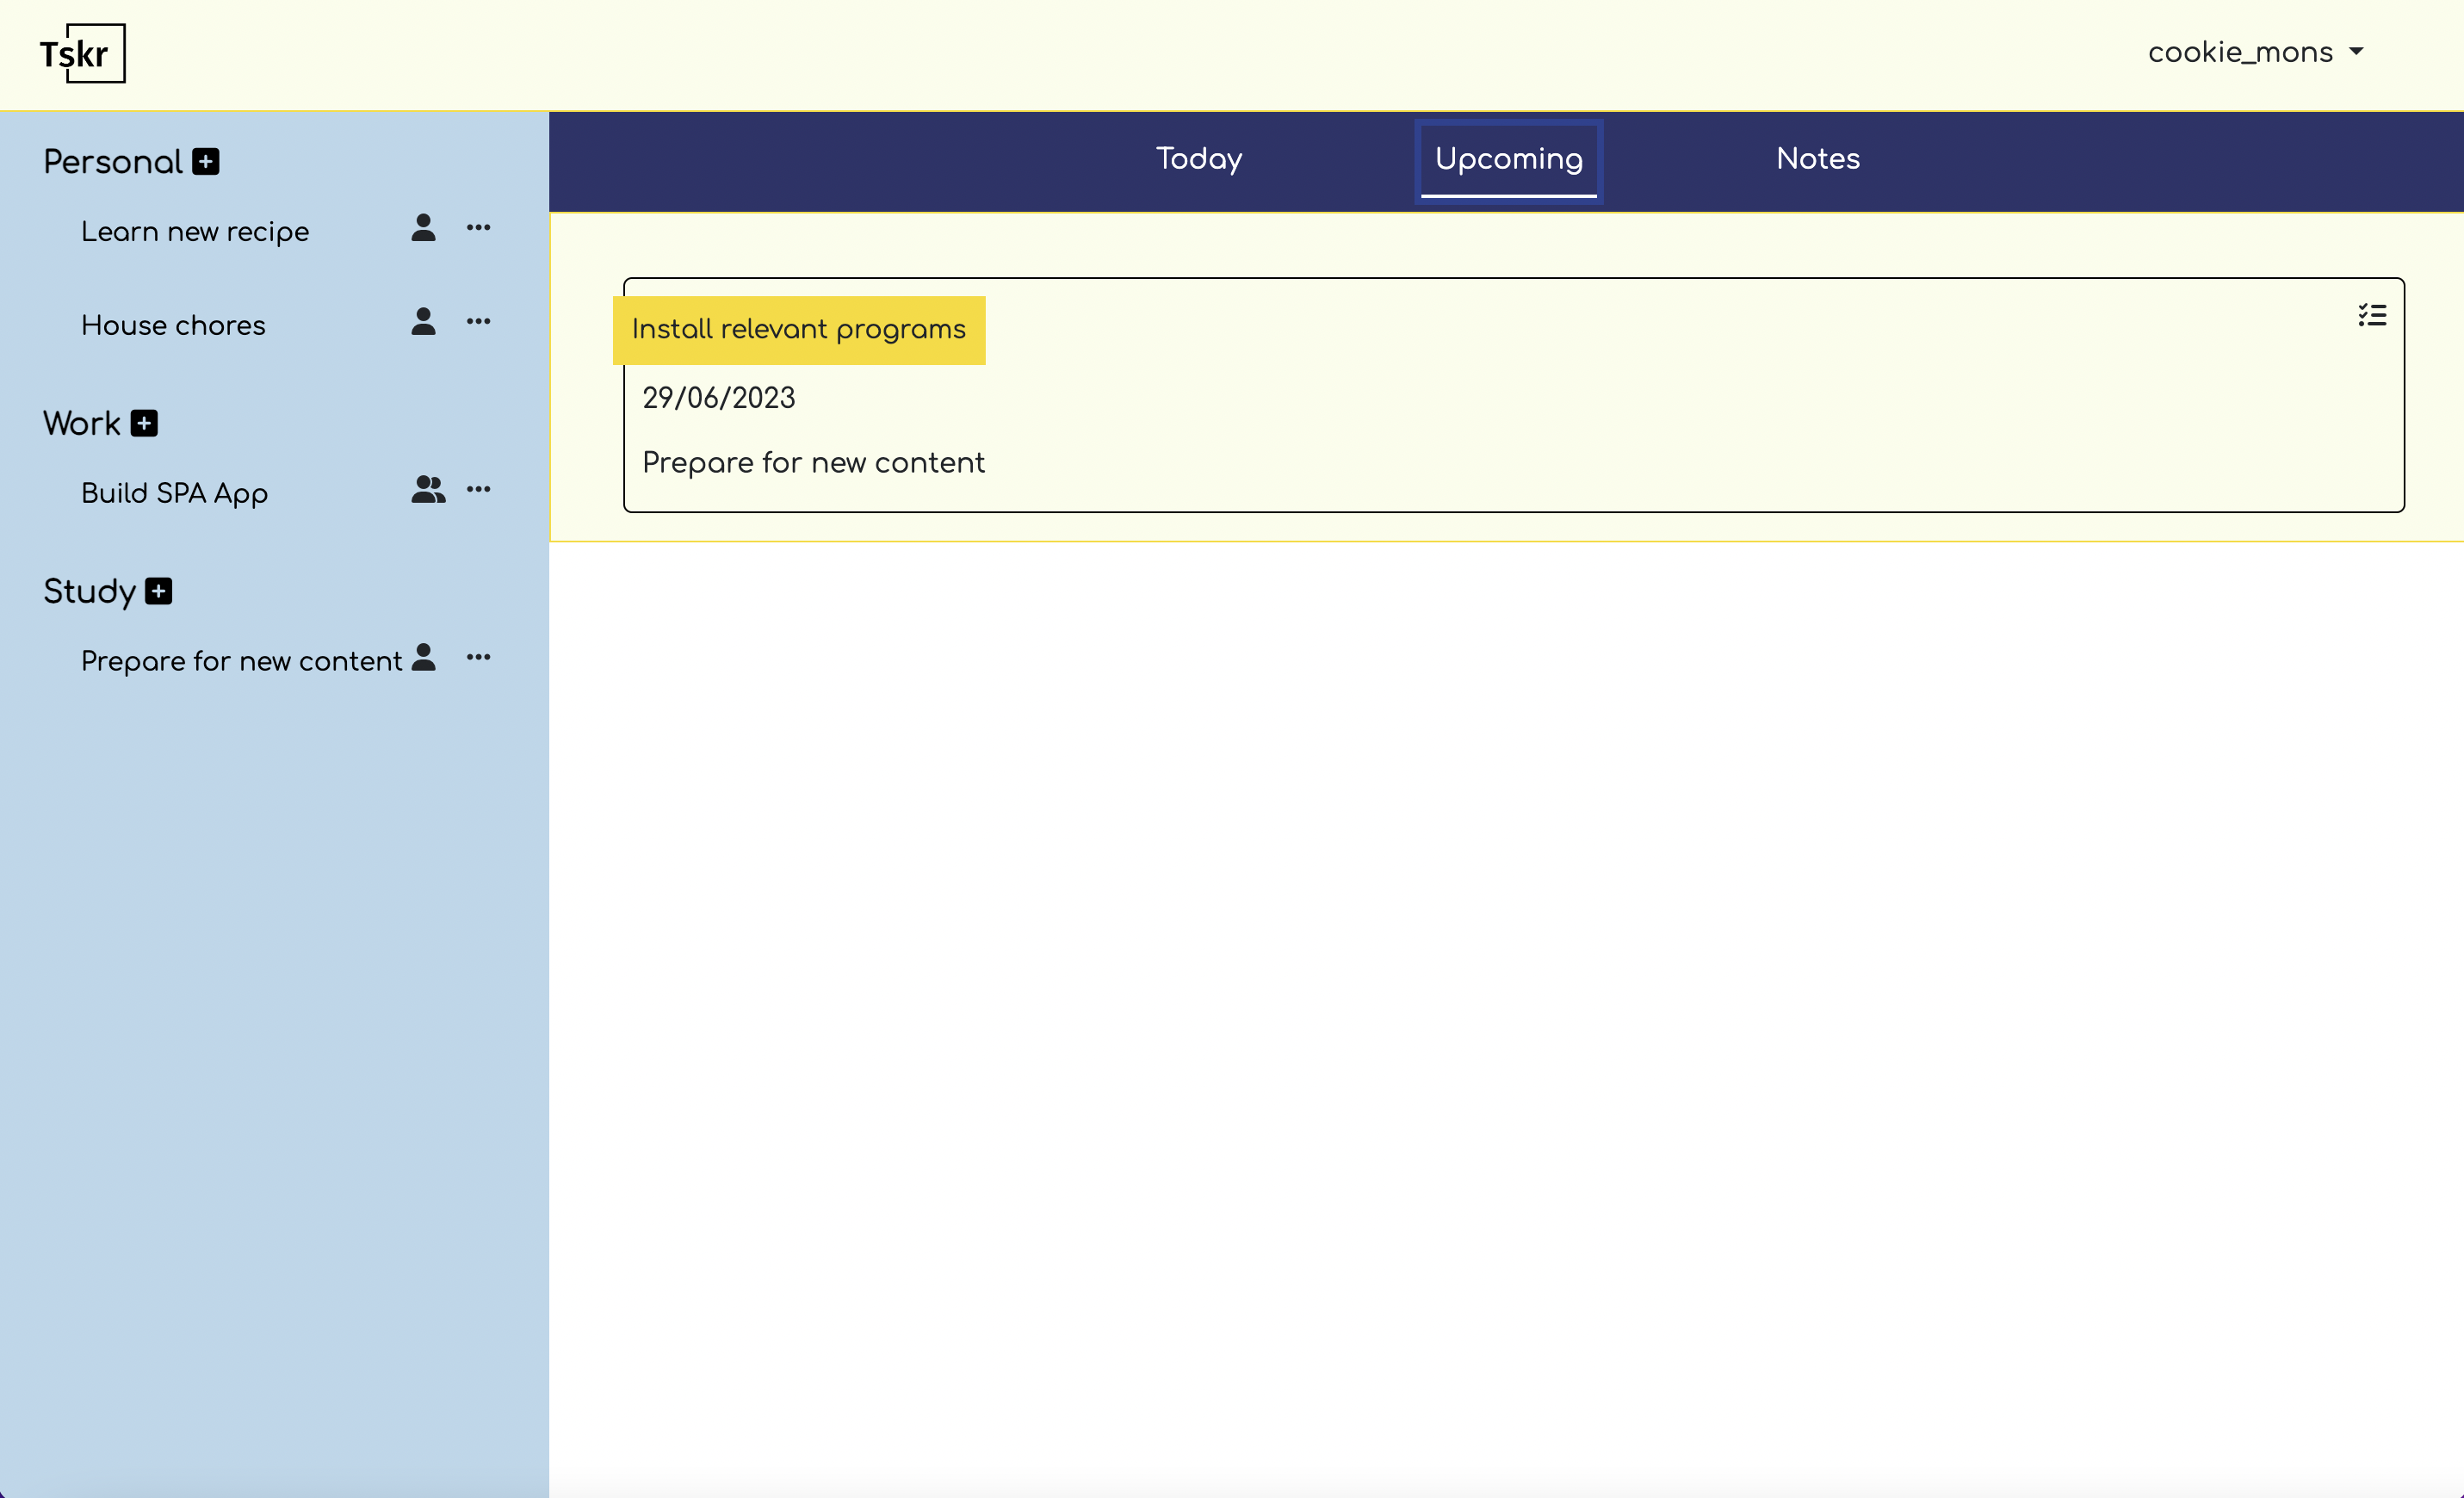 Tskr
cookie_mons
Personal
Learn new recipe
House chores
Work
Build SPA App
Study
Prepare for new content
Today
Upcoming
Notes
Install relevant programs
29/06/2023
Prepare for new content